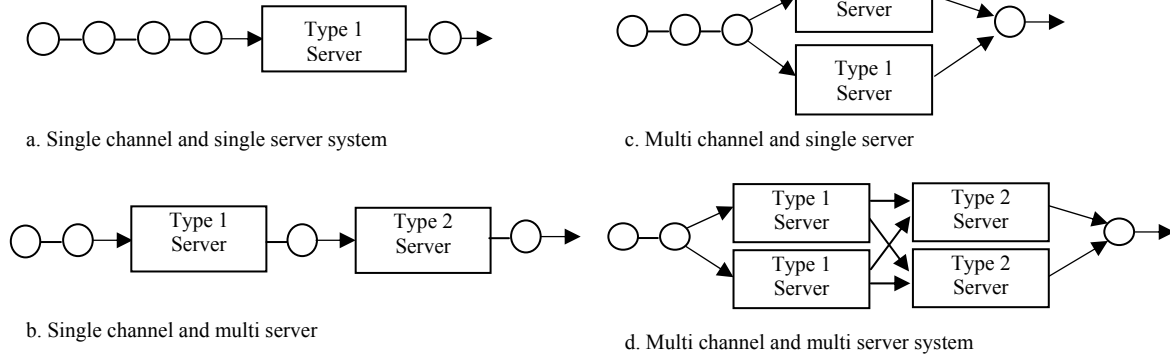 Type 1
Server
a. Single channel and single server system
Type 1
Server
Type 2
Server
b. Single channel and multi server
Server
Type 1
Server
c. Multi channel and single server
Type 1
Server
Type 2
Server
Type 1
Server
Type 2
Server
d. Multi channel and multi server system